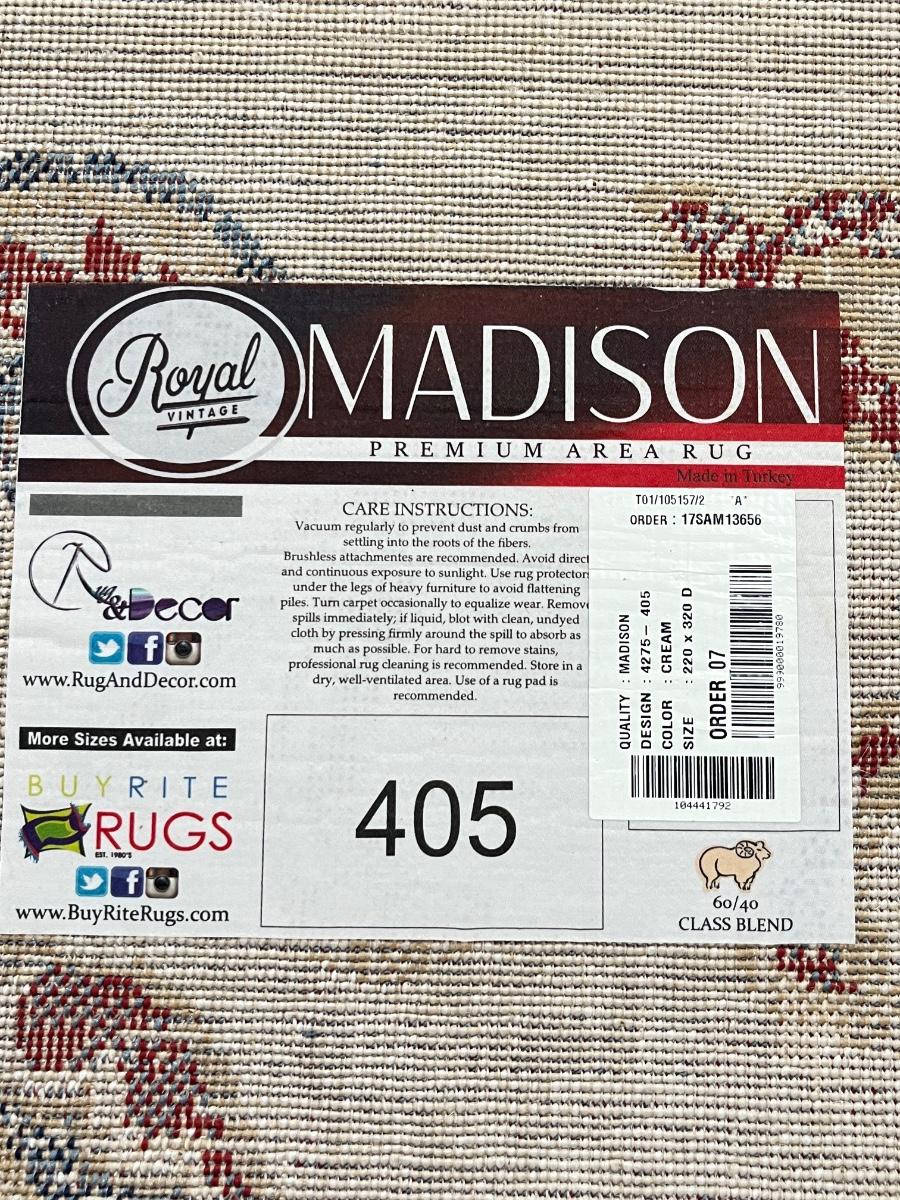 Royal
VINTAGE
MADISON
PREMIUM AREA RUG
Made in Turkey
Rug
&Decor
www.RugAndDecor.com
More Sizes Available at:
BUYRITE
RUGS
EST. 1980'S
www.BuyRiteRugs.com
CARE INSTRUCTIONS:
Vacuum regularly to prevent dust and crumbs from
settling into the roots of the fibers.
Brushless attachmentes are recommended. Avoid direct
and continuous exposure to sunlight. Use rug protectors
under the legs of heavy furniture to avoid flattening
piles. Turn carpet occasionally to equalize wear. Remove
spills immediately; if liquid, blot with clean, undyed
cloth by pressing firmly around the spill to absorb as
much as possible. For hard to remove stains,
professional rug cleaning is recommended. Store in a
dry, well-ventilated area. Use of a rug pad is
recommended.
405
T01/105157/2 "A"
ORDER : 17SAM13656
QUALITY : MADISON
DESIGN : 4275 - 405
COLOR : CREAM
SIZE : 220 x 320 D
ORDER 07
999000019780
104441792
60/40
CLASS BLEND